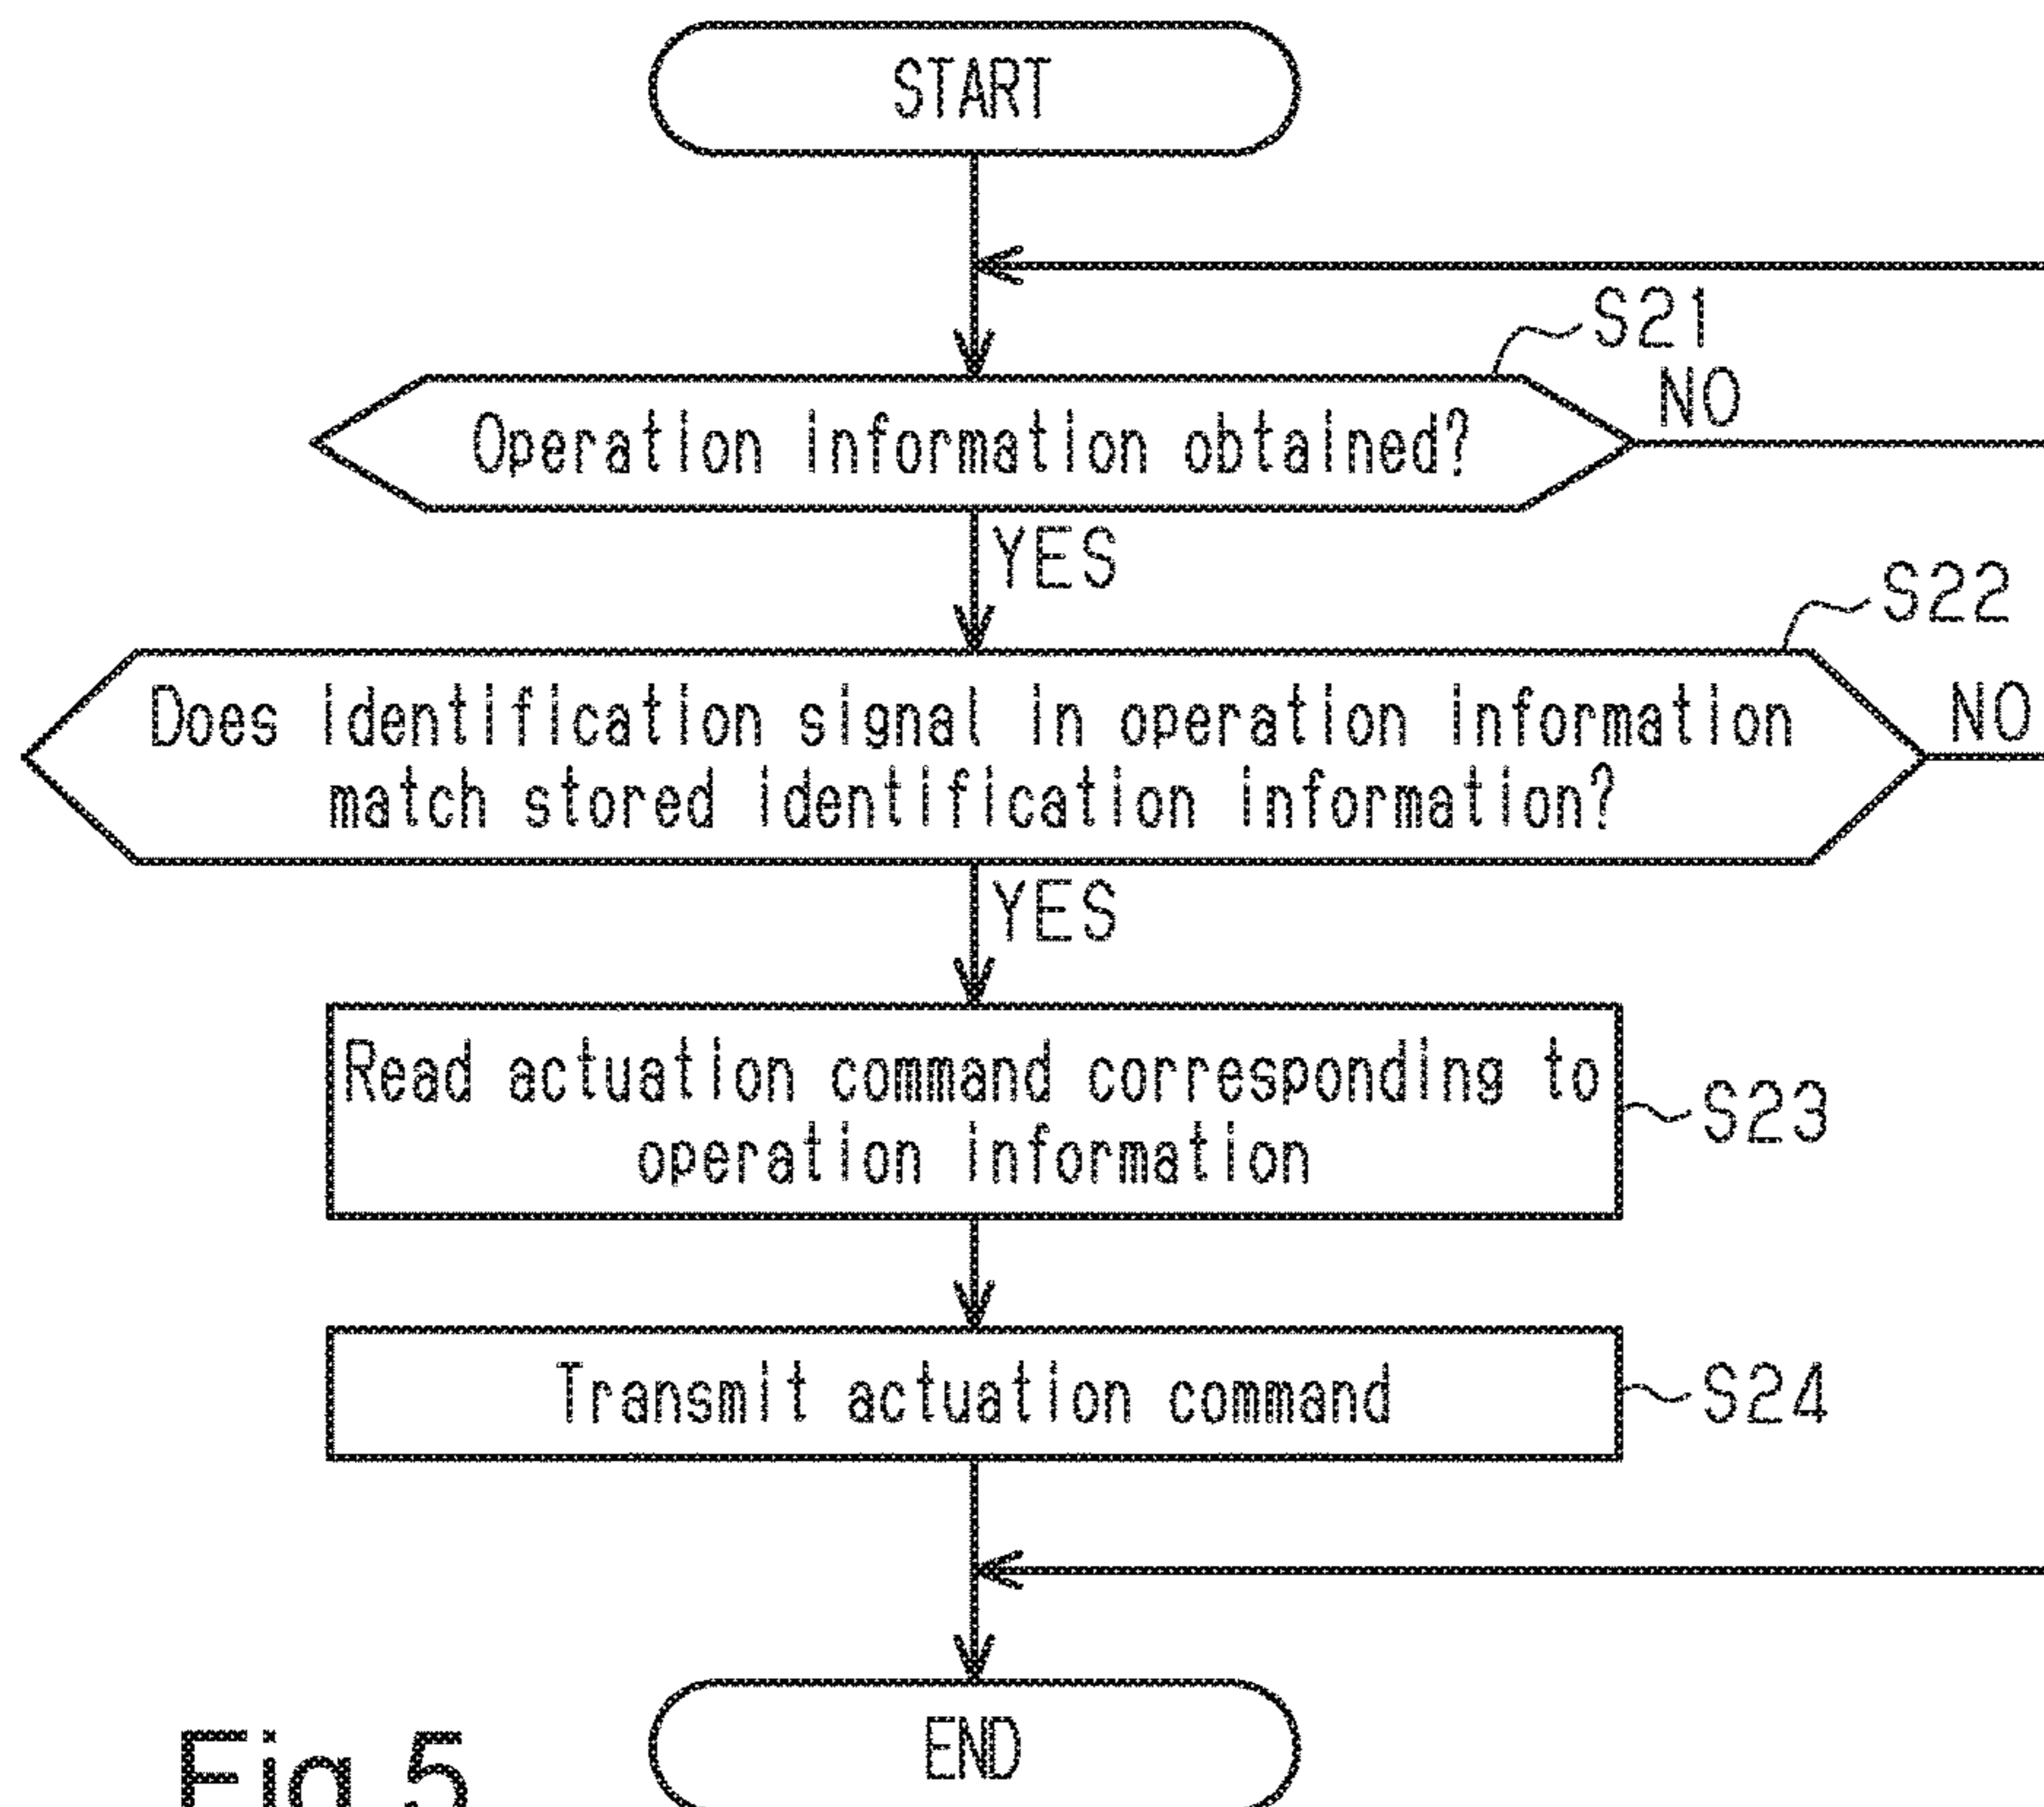 START
S21
Operation information obtained?
NO
YES
S22
Does identification signal in operation information
match stored identification information?
NO
YES
Read actuation command corresponding to
operation information
S23
Transmit actuation command
S24
END
Fig.5